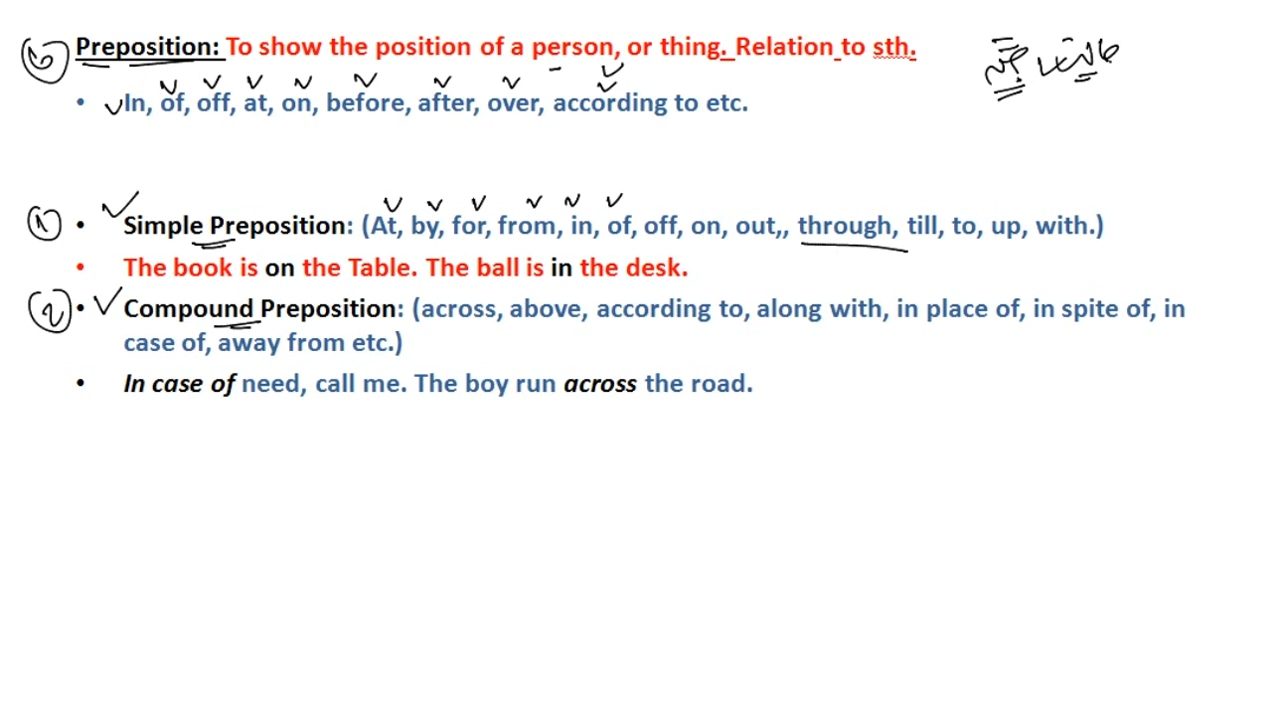 6 Preposition: To show the position of a person, or thing. Relation to sth.
• In, of, off, at, on, before, after, over, according to etc.
1 • Simple Preposition: (At, by, for, from, in, of, off, on, out,, through, till, to, up, with.)
• The book is on the Table. The ball is in the desk.
2 • Compound Preposition: (across, above, according to, along with, in place of, in spite of, in
case of, away from etc.)
• In case of need, call me. The boy run across the road.